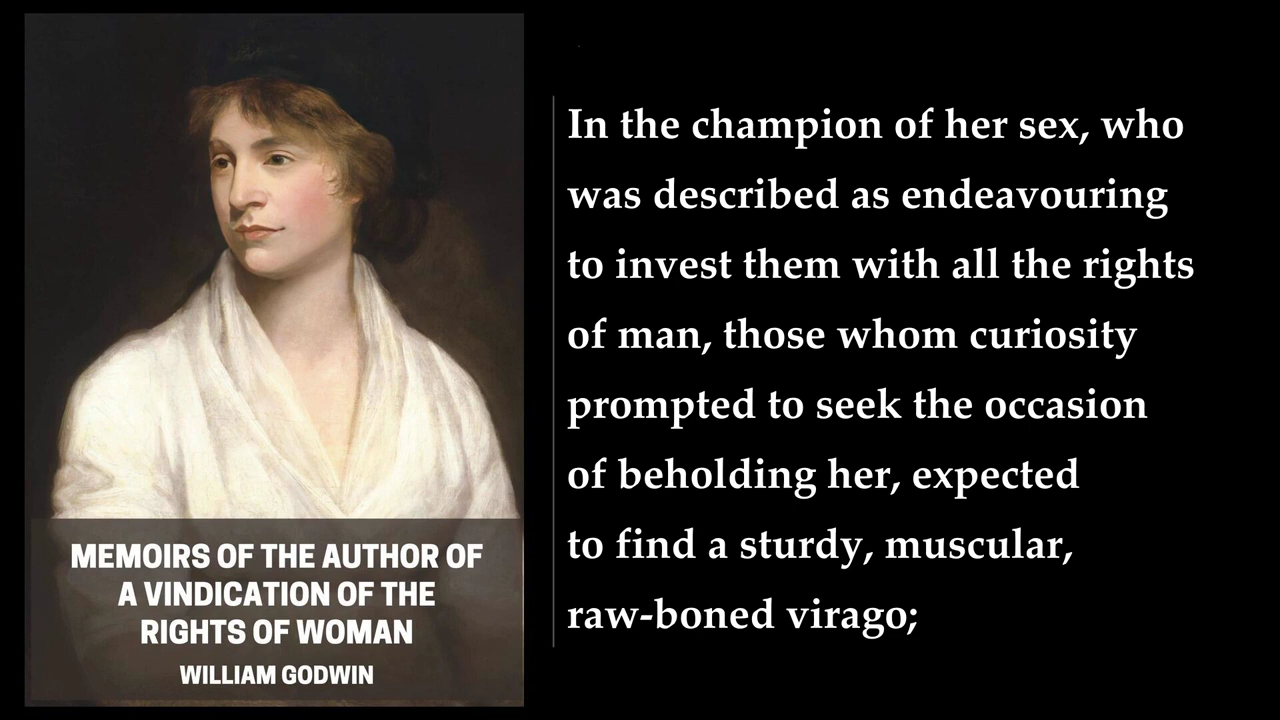 MEMOIRS OF THE AUTHOR OF
A VINDICATION OF THE
RIGHTS OF WOMAN
WILLIAM GODWIN
In the champion of her sex, who
was described as endeavouring
to invest them with all the rights
of man, those whom curiosity
prompted to seek the occasion
of beholding her, expected
to find a sturdy, muscular,
raw-boned virago;